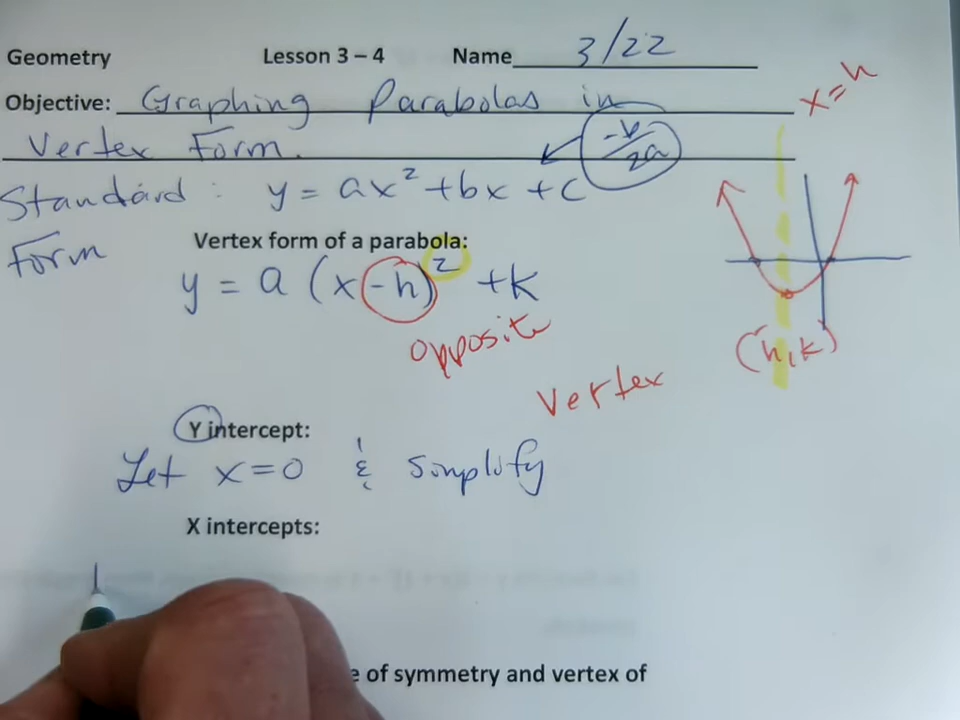 Geometry Lesson 3 – 4 Name 3/22
Objective: Graphing Parabolas in
x=h
Vertex Form.
-b/2a
Standard : y = ax² + bx + c
Form
Vertex form of a parabola:
y = a (x - h)² + k
opposite
(h, k)
Vertex
Y intercept:
Let x=0 & simplify
X intercepts:
e of symmetry and vertex of